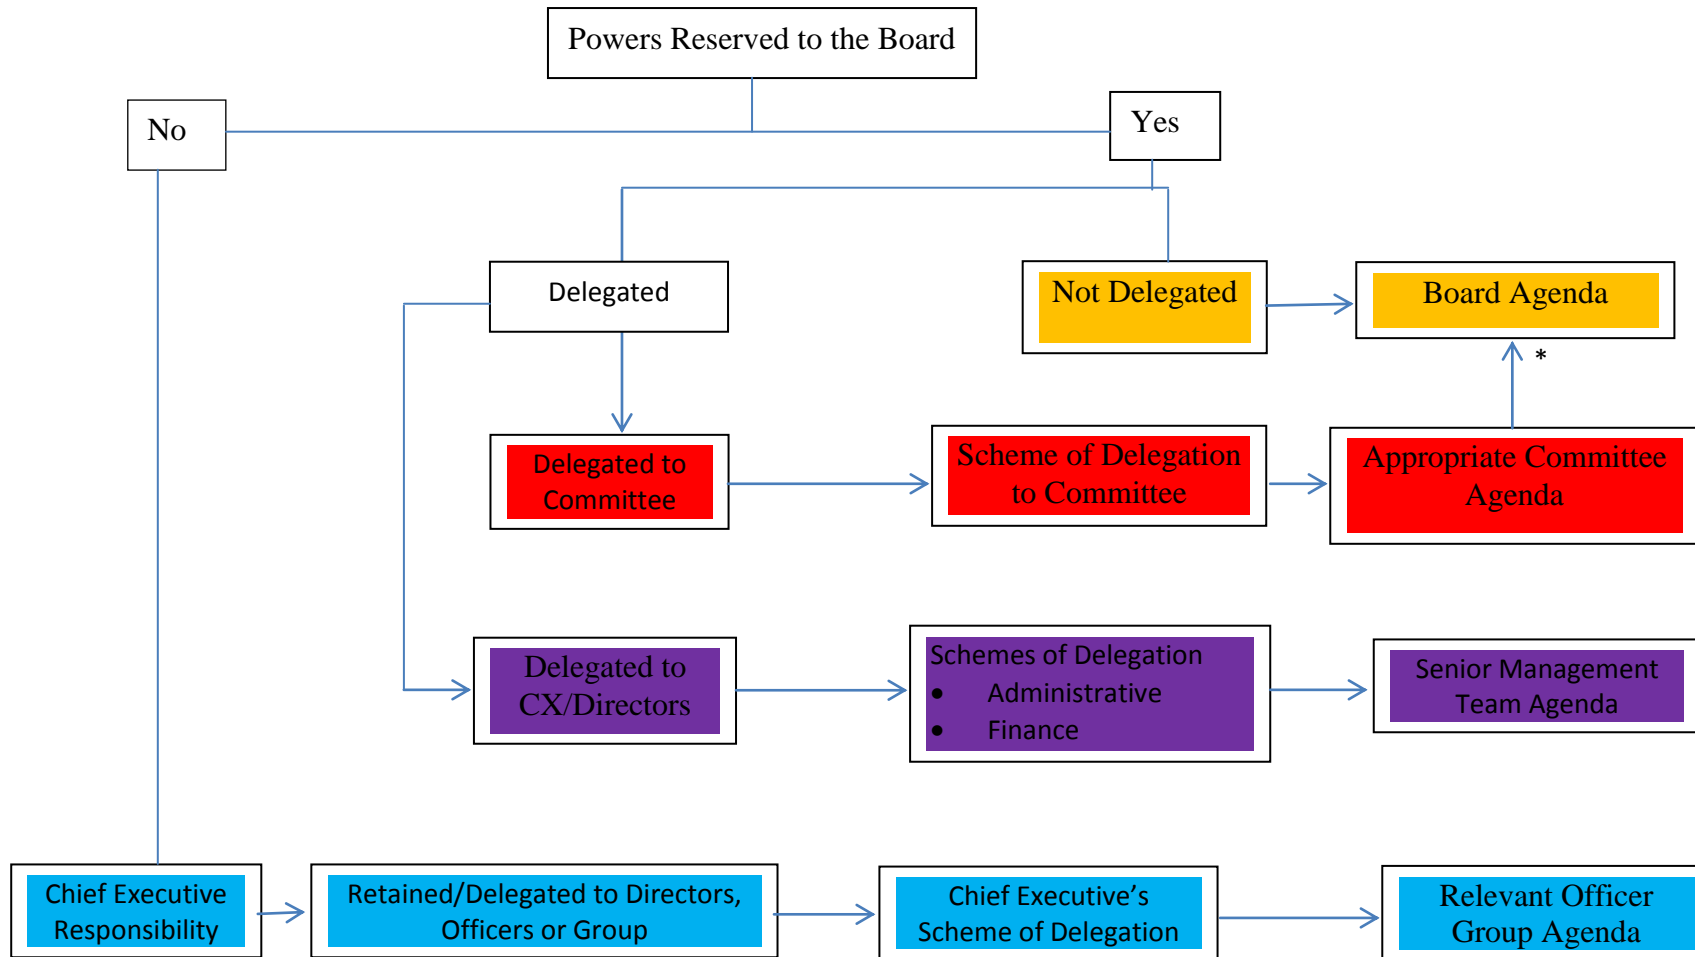 Powers Reserved to the Board
No
Yes
Delegated
Not Delegated
Board Agenda
*
Delegated to
Committee
Scheme of Delegation
to Committee
Appropriate Committee
Agenda
Delegated to
CX/Directors
Schemes of Delegation
• Administrative
• Finance
Senior Management
Team Agenda
Chief Executive
Responsibility
Retained/Delegated to Directors,
Officers or Group
Chief Executive’s
Scheme of Delegation
Relevant Officer
Group Agenda